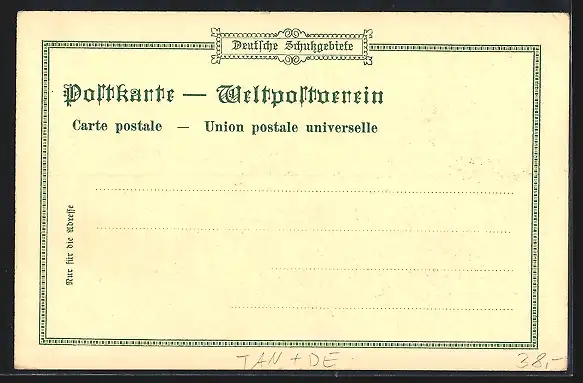 Deutsche Schutzgebiete
Postkarte — Weltpostverein
Carte postale — Union postale universelle
Nur für die Adresse
TAN + DE.
38,-